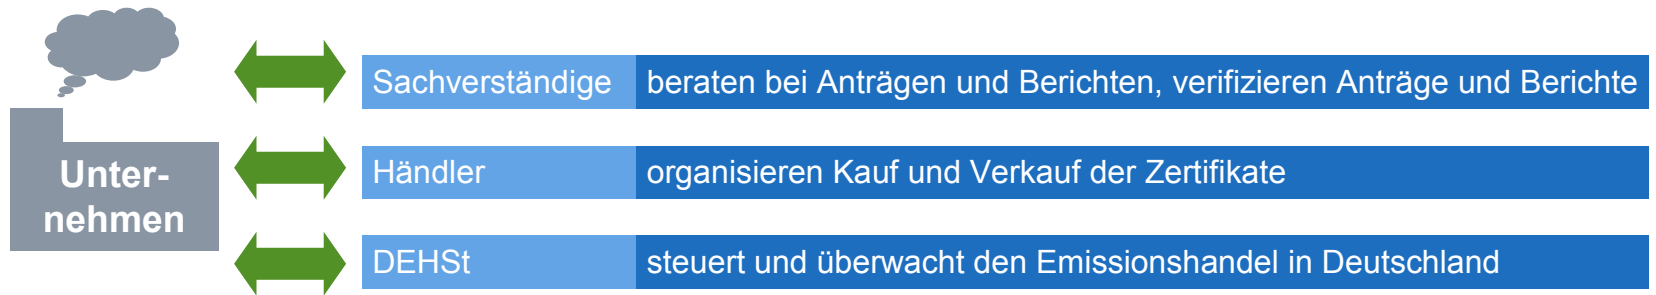 Sachverständige beraten bei Anträgen und Berichten, verifizieren Anträge und Berichte
Unter-
nehmen
Händler organisieren Kauf und Verkauf der Zertifikate
DEHSt steuert und überwacht den Emissionshandel in Deutschland